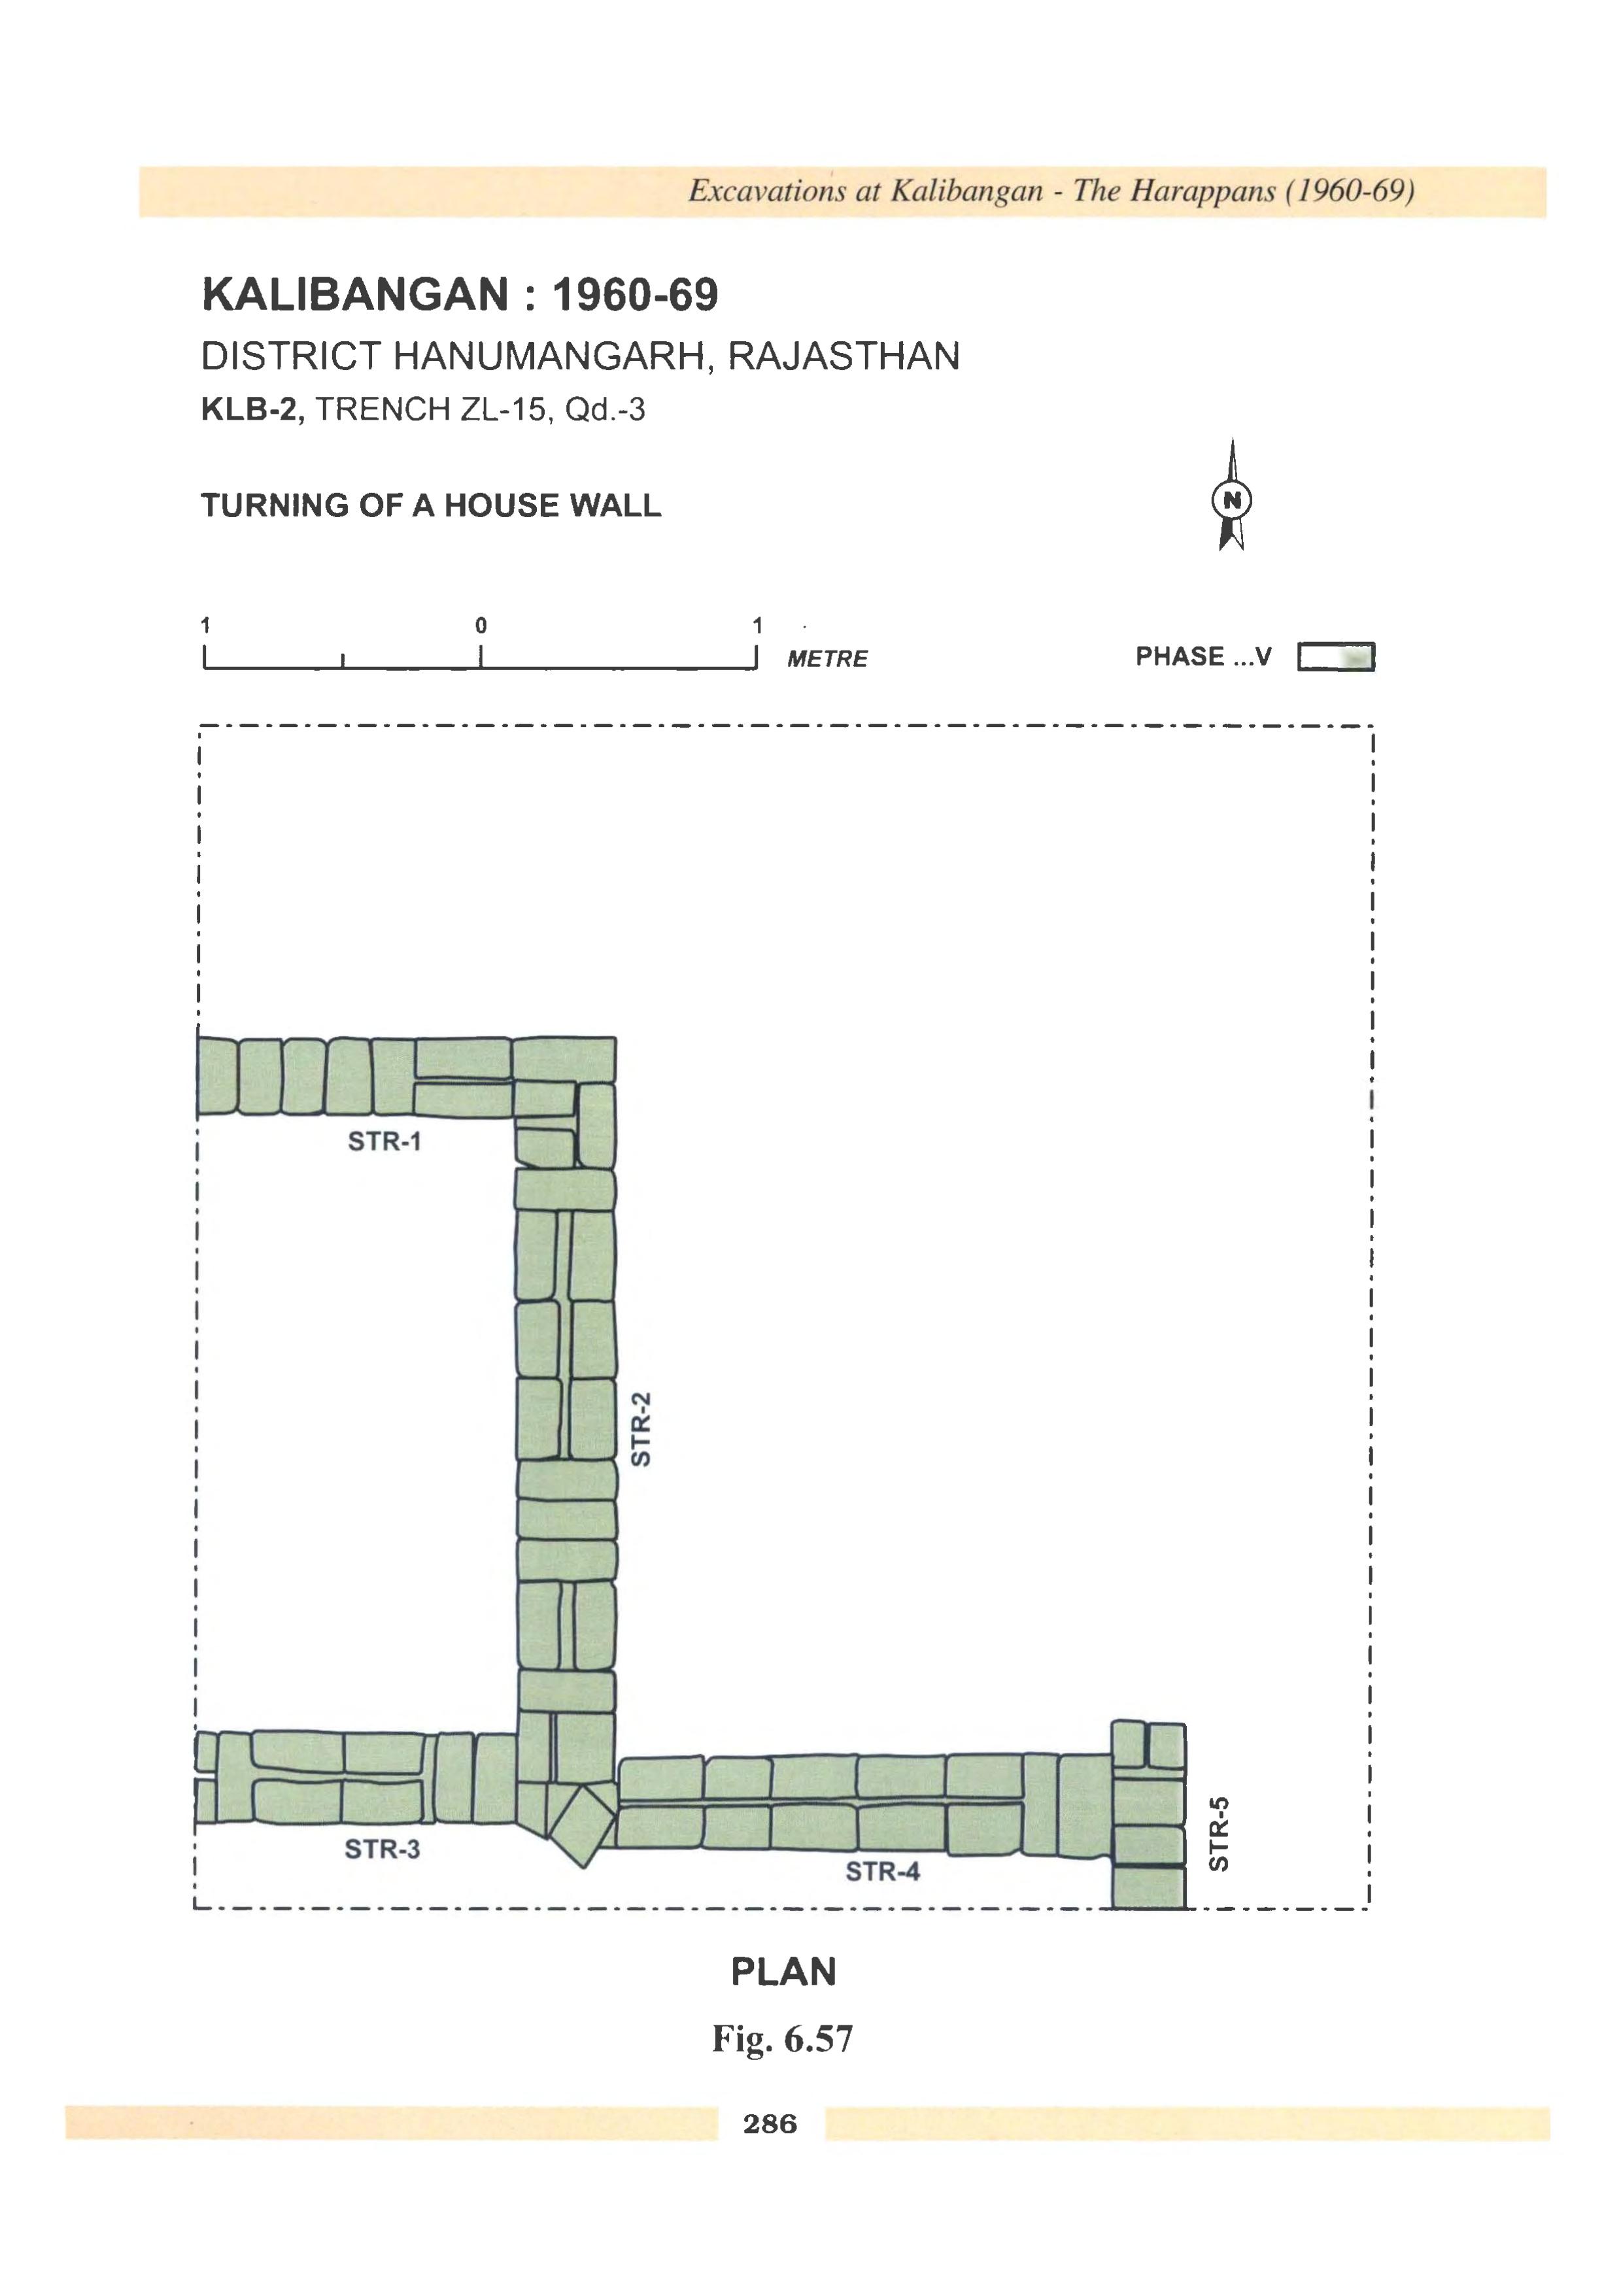 Excavations at Kalibangan - The Harappans (1960-69)
KALIBANGAN : 1960-69
DISTRICT HANUMANGARH, RAJASTHAN
KLB-2, TRENCH ZL-15, Qd.-3
N
TURNING OF A HOUSE WALL
1 0 1
METRE
PHASE ...V
STR-1
STR-2
STR-3
STR-4
STR-5
PLAN
Fig. 6.57
286